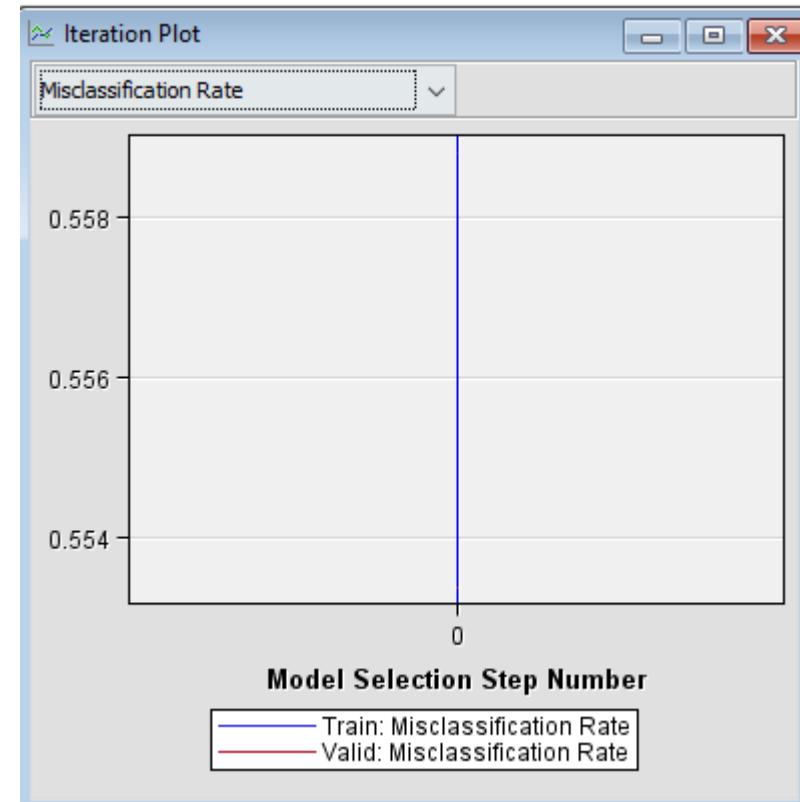 Iteration Plot
Misclassification Rate
0.558
0.556
0.554
0
Model Selection Step Number
Train: Misclassification Rate
Valid: Misclassification Rate